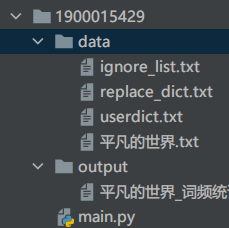 1900015429
data
ignore_list.txt
replace_dict.txt
userdict.txt
平凡的世界.txt
output
平凡的世界_词频统
main.py